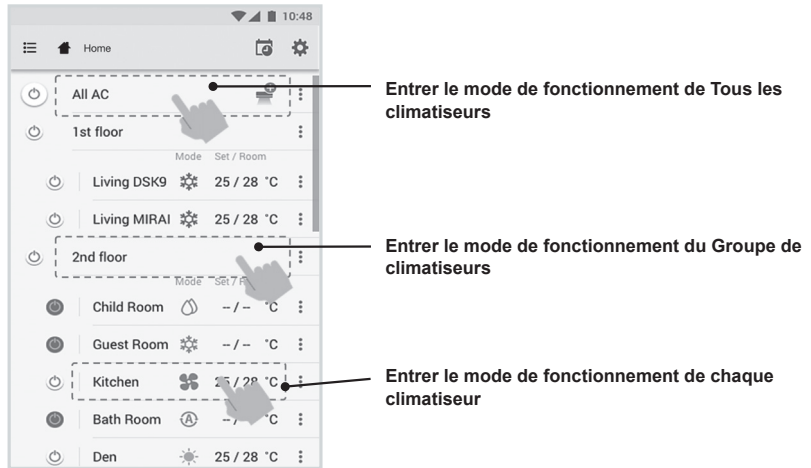 10:48
Home
All AC
Entrer le mode de fonctionnement de Tous les
climatiseurs
1st floor
Mode Set / Room
Living DSK9 25 / 28 °C
Living MIRAI 25 / 28 °C
2nd floor
Entrer le mode de fonctionnement du Groupe de
climatiseurs
Mode Set /
Child Room -- / -- °C
Guest Room -- / -- °C
Kitchen 25 / 28 °C
Entrer le mode de fonctionnement de chaque
climatiseur
Bath Room A -- / °C
Den 25 / 28 °C